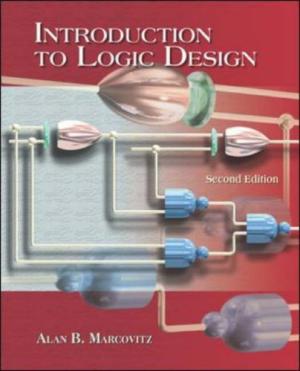 INTRODUCTION
TO LOGIC DESIGN
Second Edition
ALAN B. MARCOVITZ